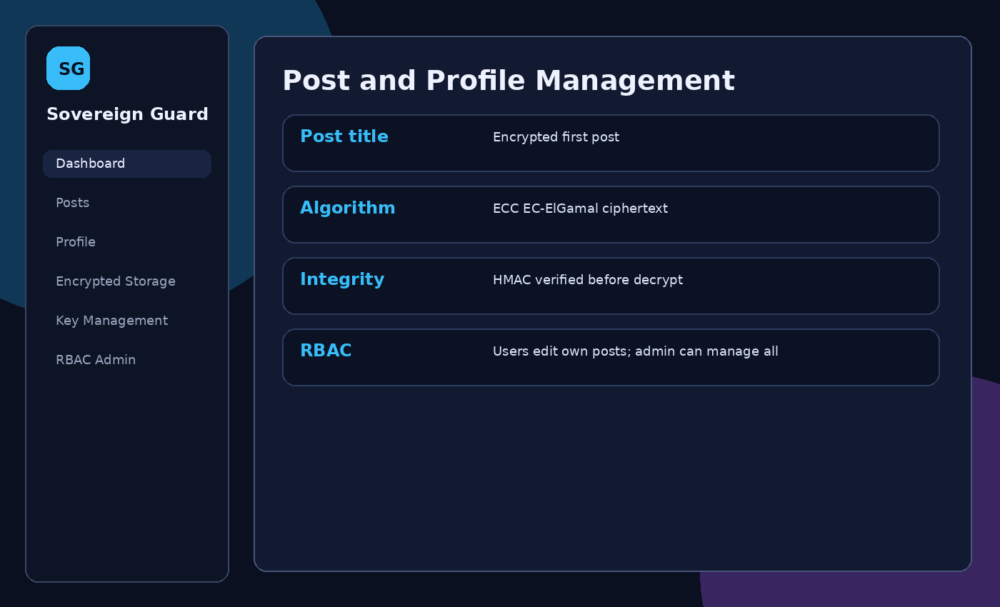 SG
Sovereign Guard
Dashboard
Posts
Profile
Encrypted Storage
Key Management
RBAC Admin
Post and Profile Management
Post title
Encrypted first post
Algorithm
ECC EC-ElGamal ciphertext
Integrity
HMAC verified before decrypt
RBAC
Users edit own posts; admin can manage all